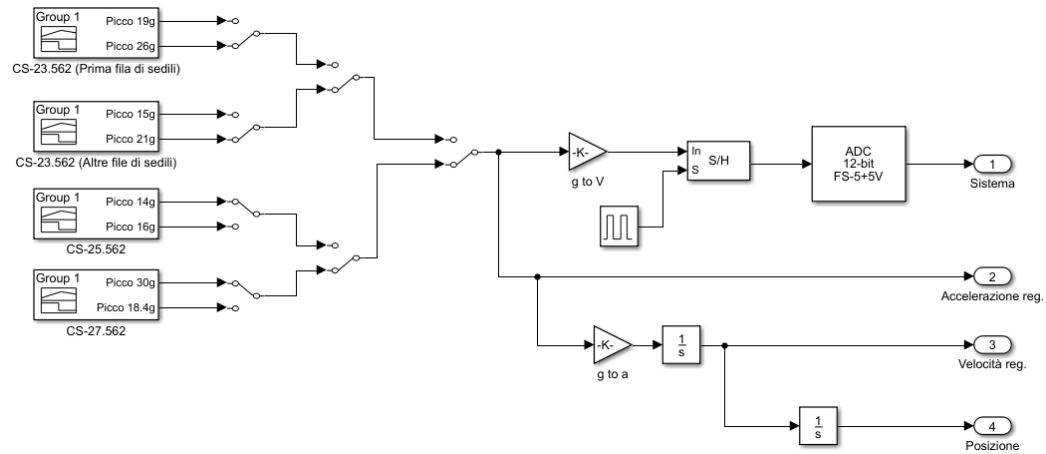 Group 1
Picco 19g
Picco 26g
CS-23.562 (Prima fila di sedili)
Group 1
Picco 15g
Picco 21g
CS-23.562 (Altre file di sedili)
Group 1
Picco 14g
Picco 16g
CS-25.562
Group 1
Picco 30g
Picco 18.4g
CS-27.562
-K-
g to V
In
S
S/H
ADC
12-bit
FS-5+5V
1
Sistema
2
Accelerazione reg.
-K-
g to a
1
s
3
Velocità reg.
1
s
4
Posizione